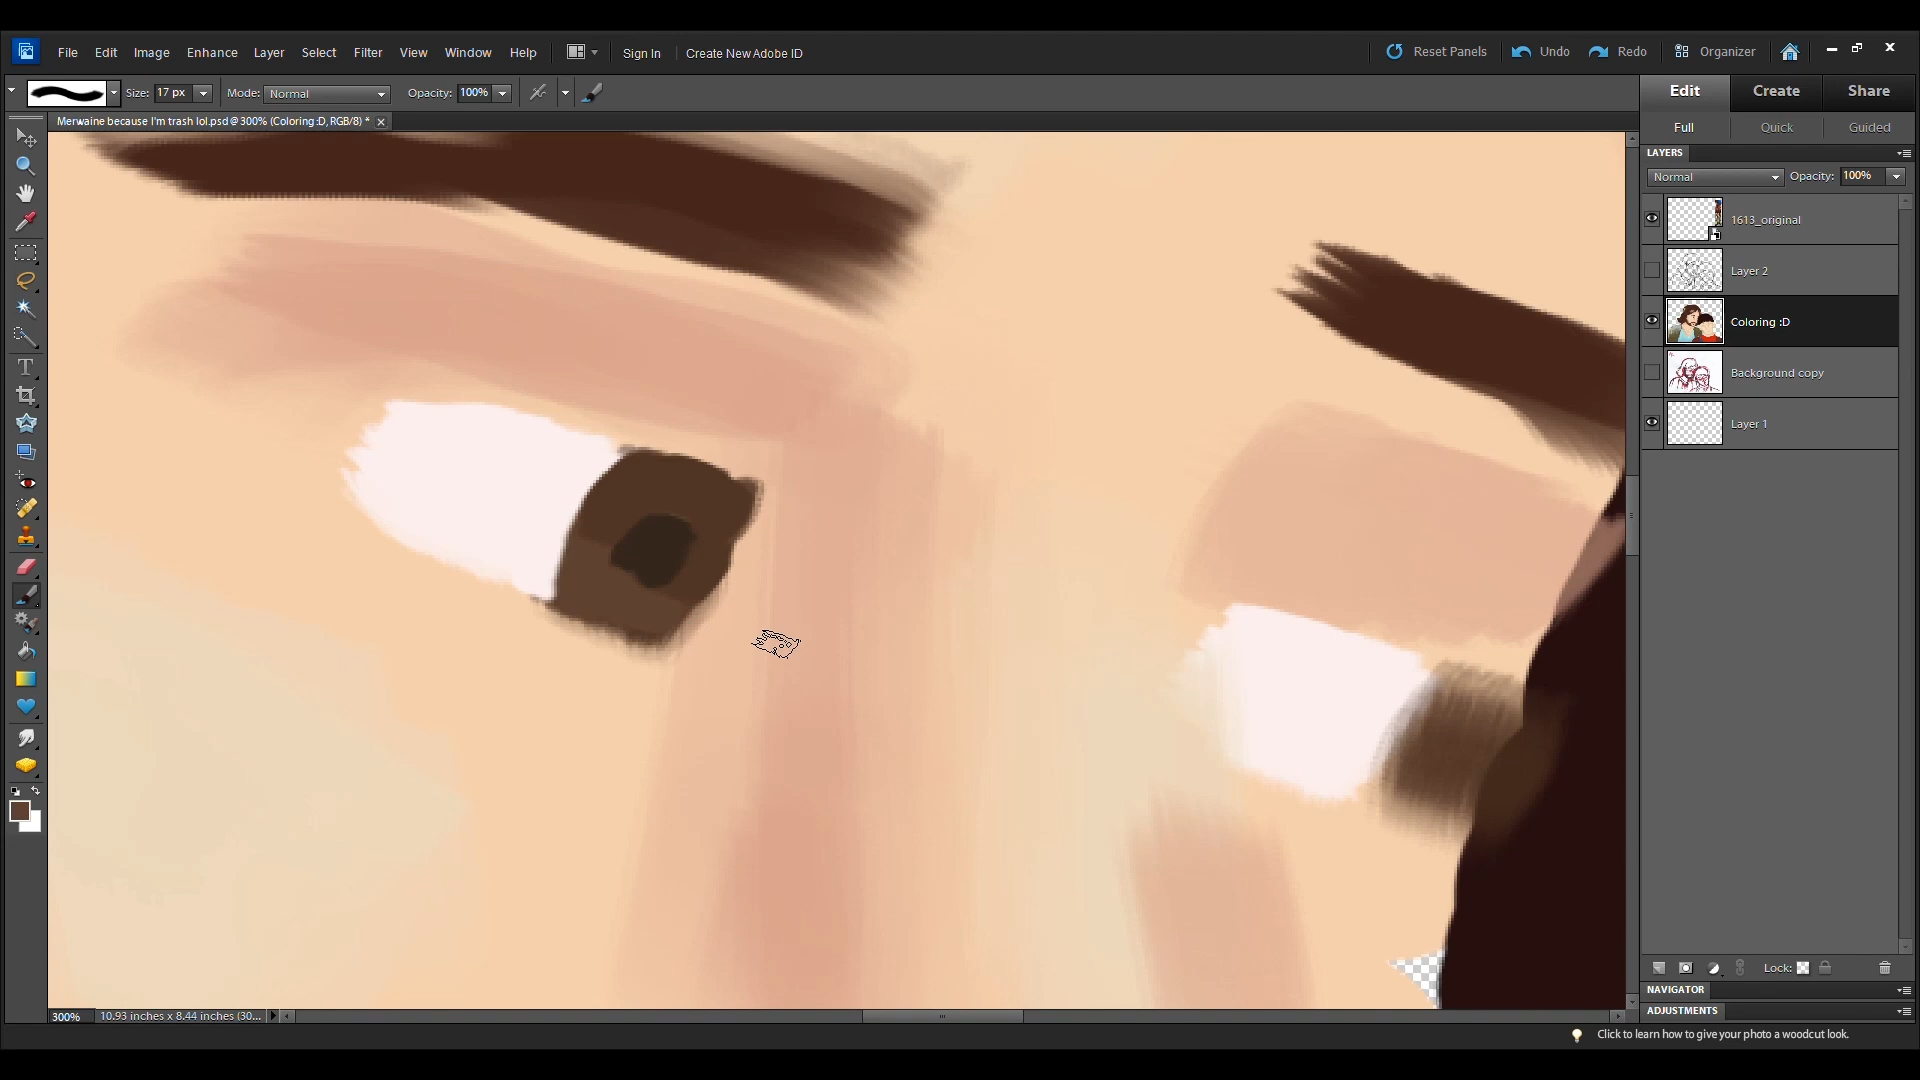 File Edit Image Enhance Layer Select Filter View Window Help Sign In Create New Adobe ID Reset Panels Undo Redo Organizer
Size: 17 px Mode: Normal Opacity: 100%
Edit Create Share
Merwaine because I'm trash lol.psd @ 300% (Coloring :D, RGB/8) *
Full Quick Guided
LAYERS
Normal Opacity: 100%
1613_original
Layer 2
Coloring :D
Background copy
Layer 1
Lock:
NAVIGATOR
ADJUSTMENTS
300% 10.93 inches x 8.44 inches (30...
Click to learn how to give your photo a woodcut look.